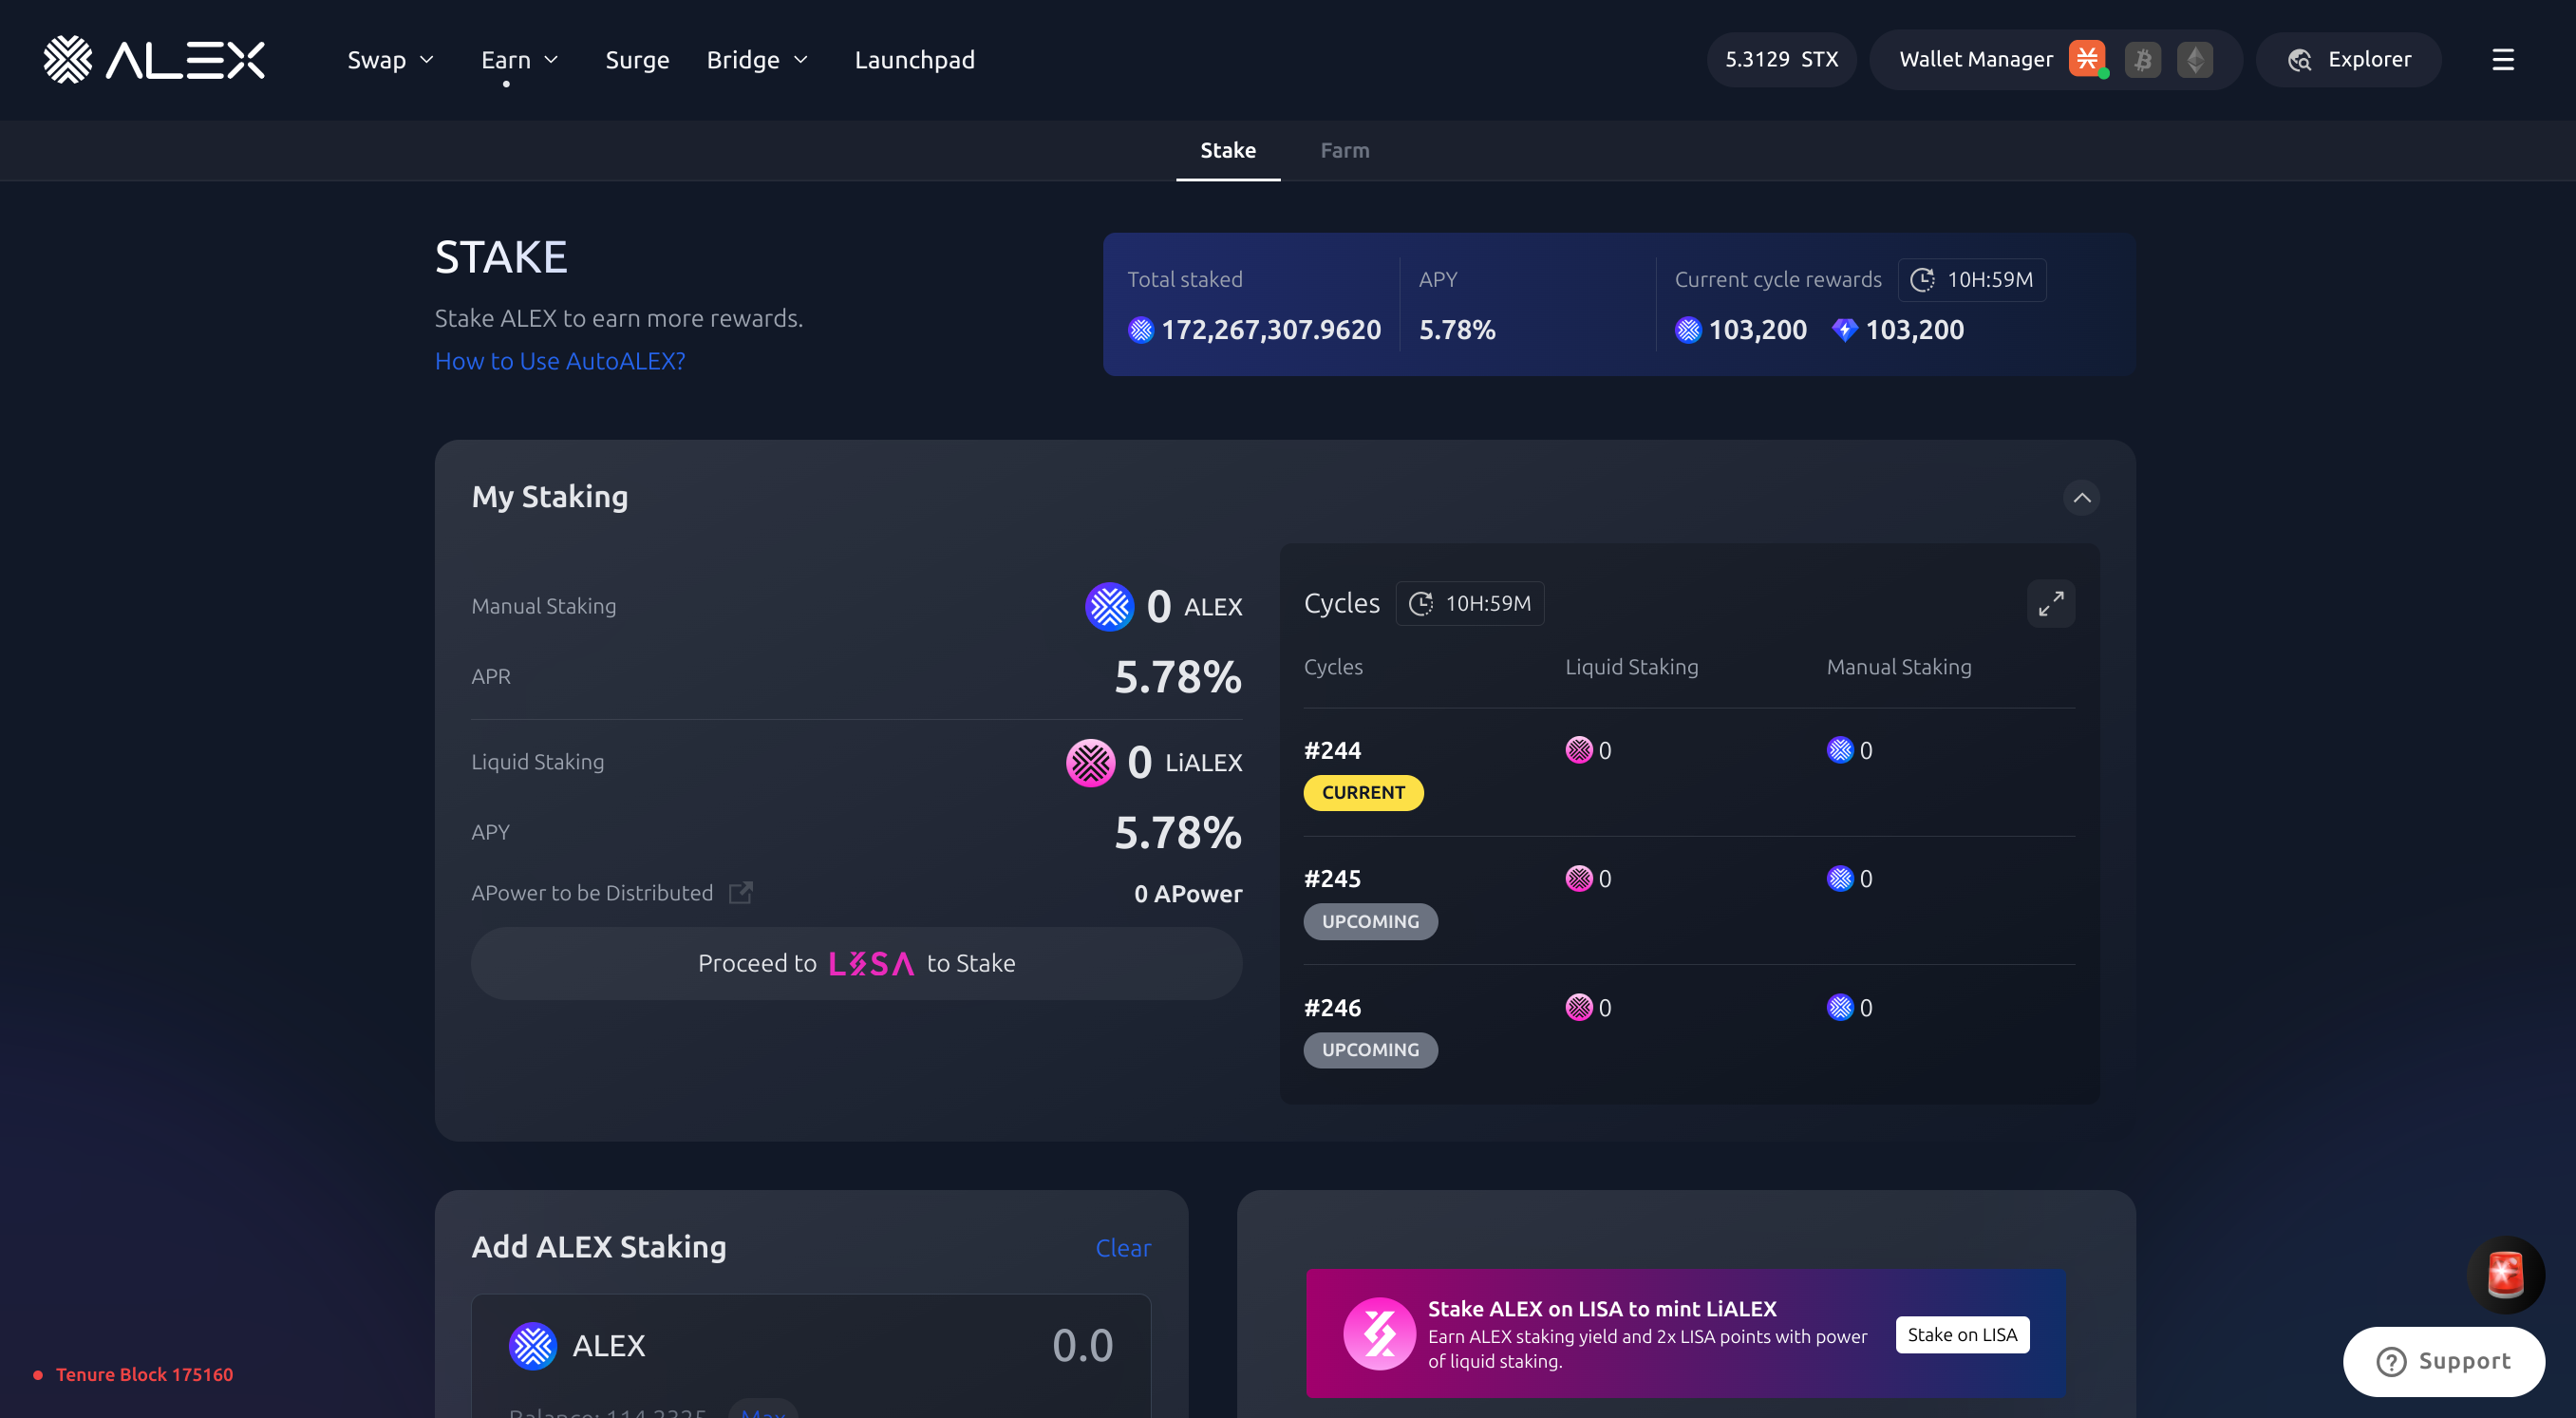 ALEX
Swap
Earn
Surge
Bridge
Launchpad
5.3129 STX
Wallet Manager
Explorer
Stake
Farm
STAKE
Stake ALEX to earn more rewards.
How to Use AutoALEX?
Total staked
172,267,307.9620
APY
5.78%
Current cycle rewards
10H:59M
103,200
103,200
My Staking
Manual Staking
0 ALEX
APR
5.78%
Liquid Staking
0 LiALEX
APY
5.78%
APower to be Distributed
0 APower
Proceed to LISA to Stake
Cycles
10H:59M
Cycles
Liquid Staking
Manual Staking
#244
0
0
CURRENT
#245
0
0
UPCOMING
#246
0
0
UPCOMING
Add ALEX Staking
Clear
ALEX
0.0
Balance: 114.2325
Max
Stake ALEX on LISA to mint LiALEX
Earn ALEX staking yield and 2x LISA points with power
of liquid staking.
Stake on LISA
Tenure Block 175160
Support